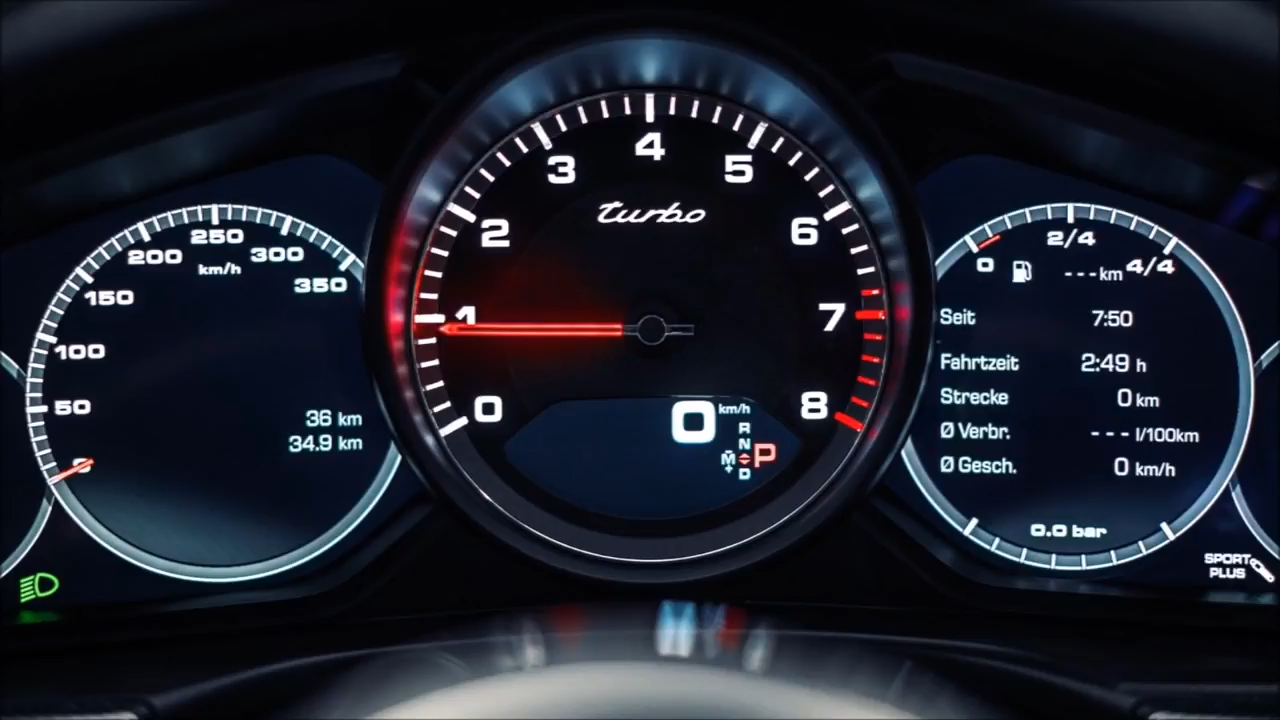 250
200
300
km/h
350
150
100
50
36 km
34.9 km
4
3
5
turbo
2
6
1
7
0
8
0 km/h
R
N
M
P
+
D
2/4
0
---km 4/4
Seit 7:50
Fahrtzeit 2:49 h
Strecke 0 km
Ø Verbr. --- l/100km
Ø Gesch. 0 km/h
0.0 bar
SPORT
PLUS